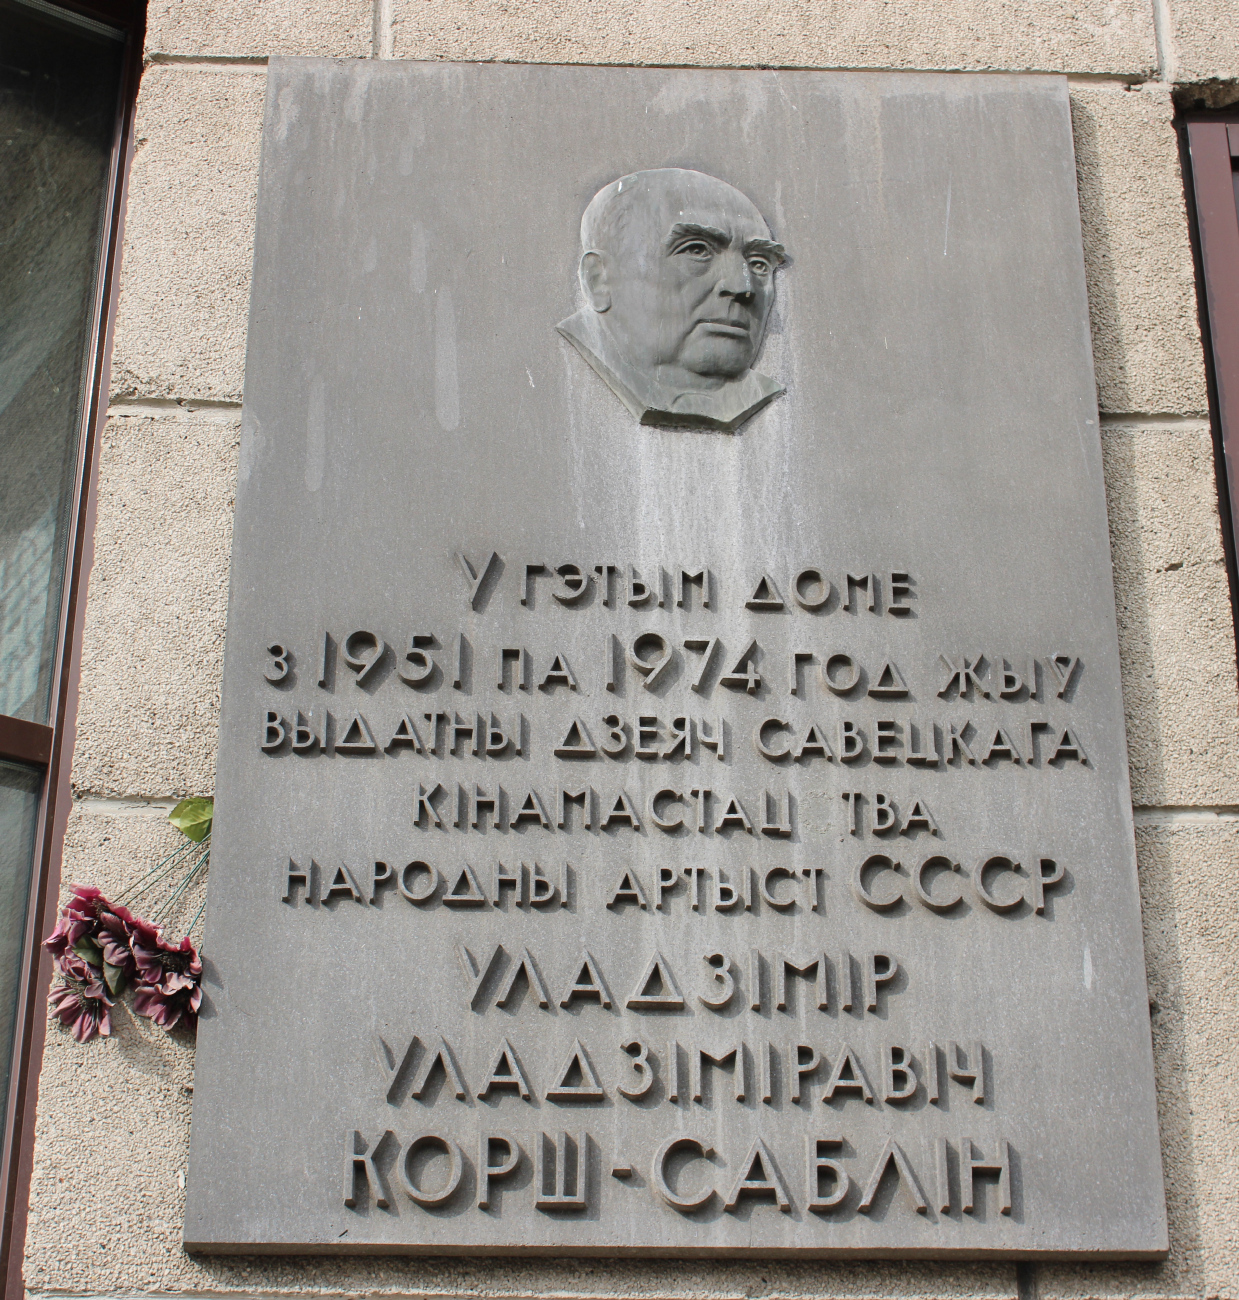 У ГЭТЫМ ДОМЕ
З 1951 ПА 1974 ГОД ЖЫЎ
ВЫДАТНЫ ДЗЕЯЧ САВЕЦКАГА
КІНАМАСТАЦТВА
НАРОДНЫ АРТЫСТ СССР
УЛАДЗІМІР
УЛАДЗІМІРАВІЧ
КОРШ-САБЛІН